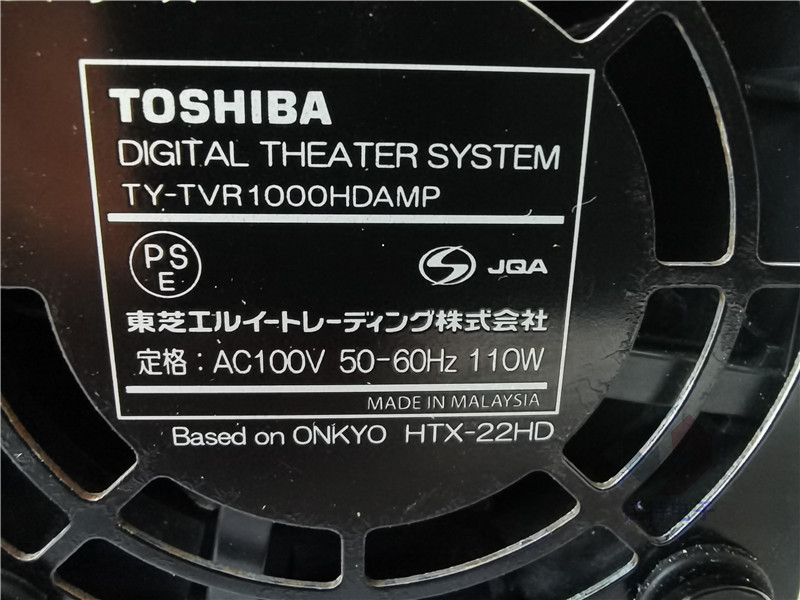 TOSHIBA
DIGITAL THEATER SYSTEM
TY-TVR1000HDAMP
PS
E
S JQA
東芝エルイートレーディング株式会社
定格：AC100V 50-60Hz 110W
MADE IN MALAYSIA
Based on ONKYO HTX-22HD